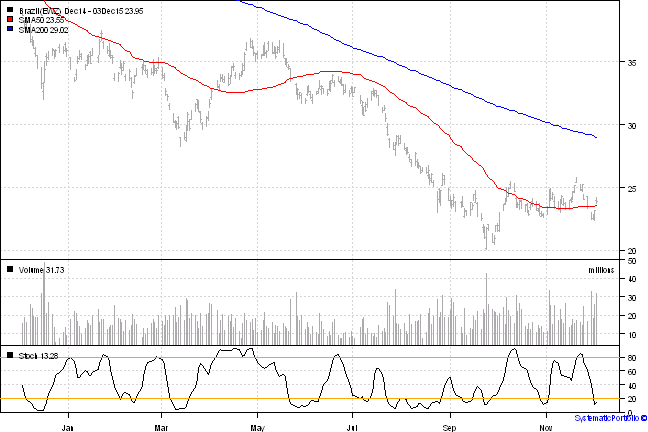 Brazil(EWZ) Dec14 - 03Dec15 23.95
SMA50 23.55
SMA200 29.02
35
30
25
20
Volume 31.73
millions
50
40
30
20
10
Stoch 13.28
80
60
40
20
0
Jan
Mar
May
Jul
Sep
Nov
SystematicPortfolio ©